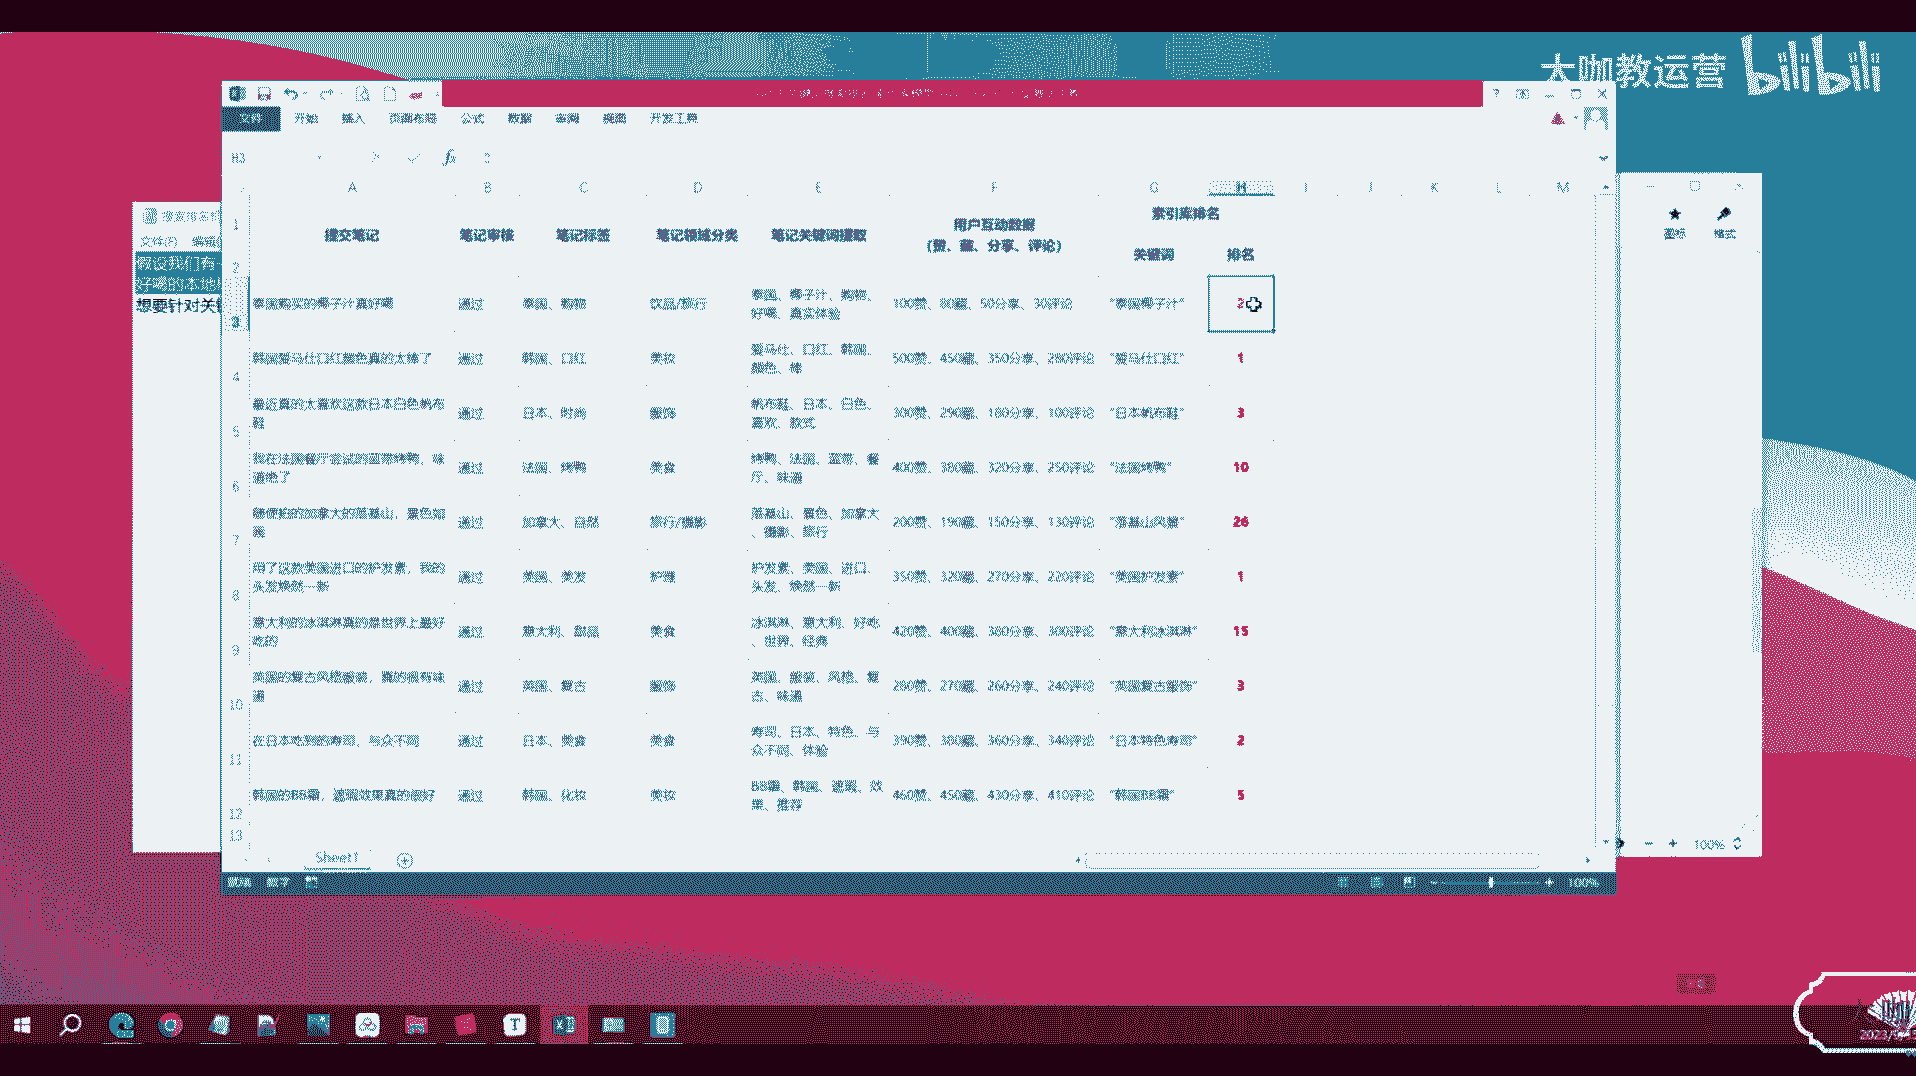 大咖教运营 bilibili
文件 开始 插入 页面布局 公式 数据 审阅 视图 开发工具
H3 fx 2
A B C D E F G H I J K L M
文件(F) 编辑
假设我们有一
好喝的本地
想要针对关键
图标 格式
索引库排名
提交笔记 笔记审核 笔记标签 笔记领域分类 笔记关键词提取 用户互动数据
(赞、藏、分享、评论)
关键词 排名
1
2
3 泰国购买的椰子汁真好喝 通过 泰国、购物 饮品/旅行 泰国、椰子汁、购物、
好喝、真实体验 100赞、80藏、50分享、30评论 "泰国椰子汁" 2
4 韩国爱马仕口红颜色真的太棒了 通过 韩国、口红 美妆 爱马仕、口红、韩国、
颜色、棒 500赞、450藏、350分享、280评论 "爱马仕口红" 1
5 最近真的太喜欢这款日本白色帆布
鞋 通过 日本、时尚 服饰 帆布鞋、日本、白色、
喜欢、款式 300赞、290藏、180分享、100评论 "日本帆布鞋" 3
6 我在法国餐厅尝试的蓝带烤鸭，味
道绝了 通过 法国、烤鸭 美食 烤鸭、法国、蓝带、餐
厅、味道 400赞、380藏、320分享、250评论 "法国烤鸭" 10
7 随便拍的加拿大的落基山，景色如
画 通过 加拿大、自然 旅行/摄影 落基山、景色、加拿大
、摄影、旅行 200赞、190藏、150分享、130评论 "落基山风景" 26
8 用了这款美国进口的护发素，我的
头发焕然一新 通过 美国、美发 护理 护发素、美国、进口、
头发、焕然一新 350赞、320藏、270分享、220评论 "美国护发素" 1
9 意大利的冰淇淋真的是世界上最好
吃的 通过 意大利、甜品 美食 冰淇淋、意大利、好吃
、世界、经典 420赞、400藏、380分享、300评论 "意大利冰淇淋" 15
10 英国的复古风格服装，真的很有味
道 通过 英国、复古 服饰 英国、服装、风格、复
古、味道 280赞、270藏、260分享、240评论 "英国复古服饰" 3
11 在日本吃到的寿司，与众不同 通过 日本、美食 美食 寿司、日本、特色、与
众不同、体验 390赞、380藏、360分享、340评论 "日本特色寿司" 2
12 韩国的BB霜，遮瑕效果真的很好 通过 韩国、化妆 美妆 BB霜、韩国、遮瑕、效
果、推荐 460赞、450藏、430分享、410评论 "韩国BB霜" 5
13
Sheet1
100%
就绪 数字 100%